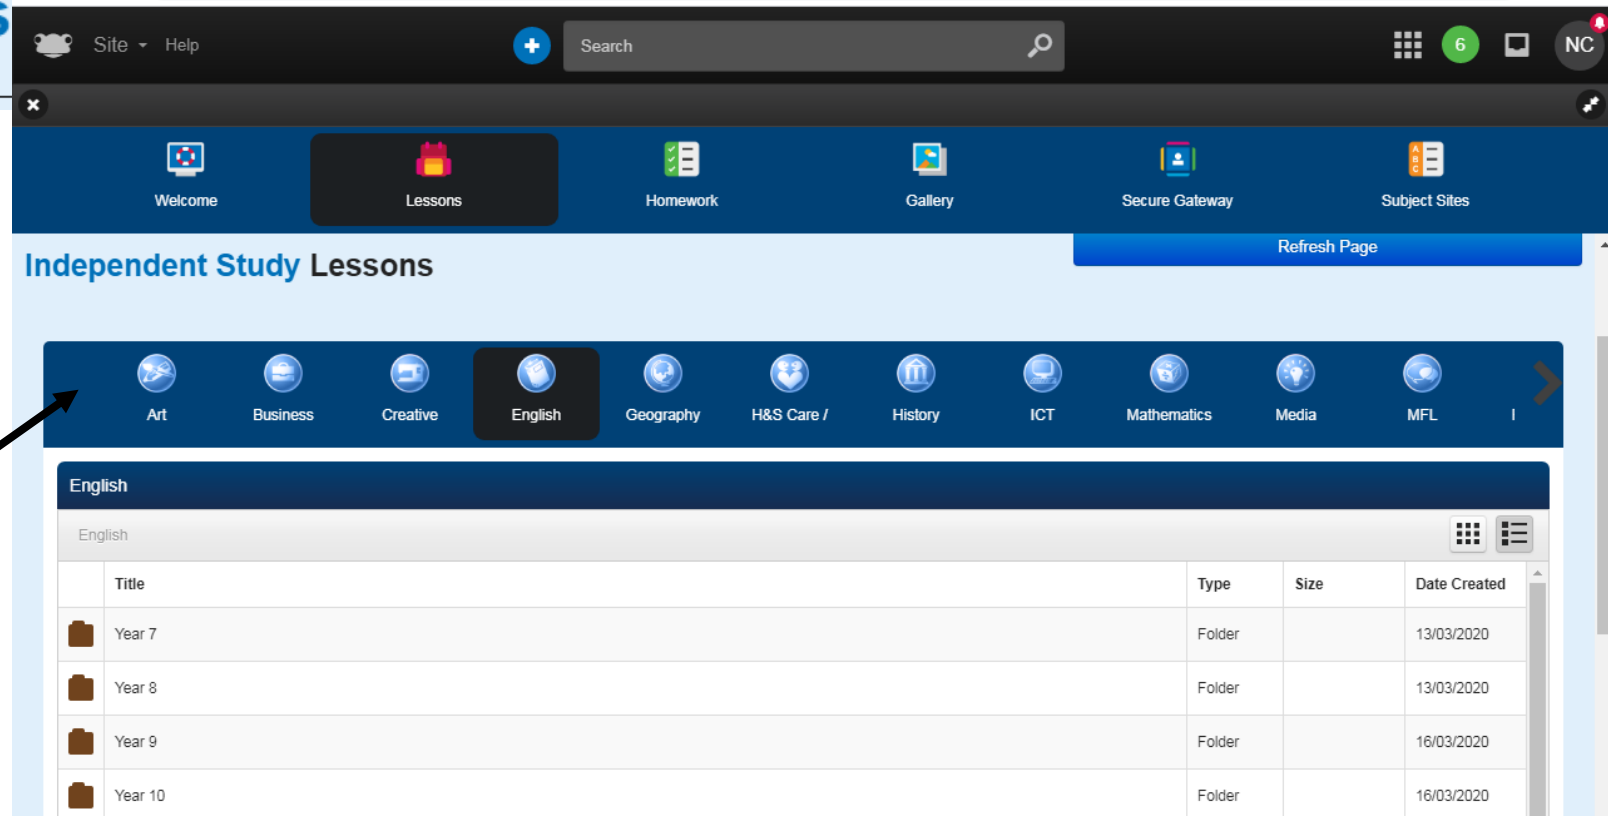 Site Help Search 6 NC
Welcome Lessons Homework Gallery Secure Gateway Subject Sites
Refresh Page
Independent Study Lessons
Art Business Creative English Geography H&S Care / History ICT Mathematics Media MFL
English
English
Title Type Size Date Created
Year 7 Folder 13/03/2020
Year 8 Folder 13/03/2020
Year 9 Folder 16/03/2020
Year 10 Folder 16/03/2020